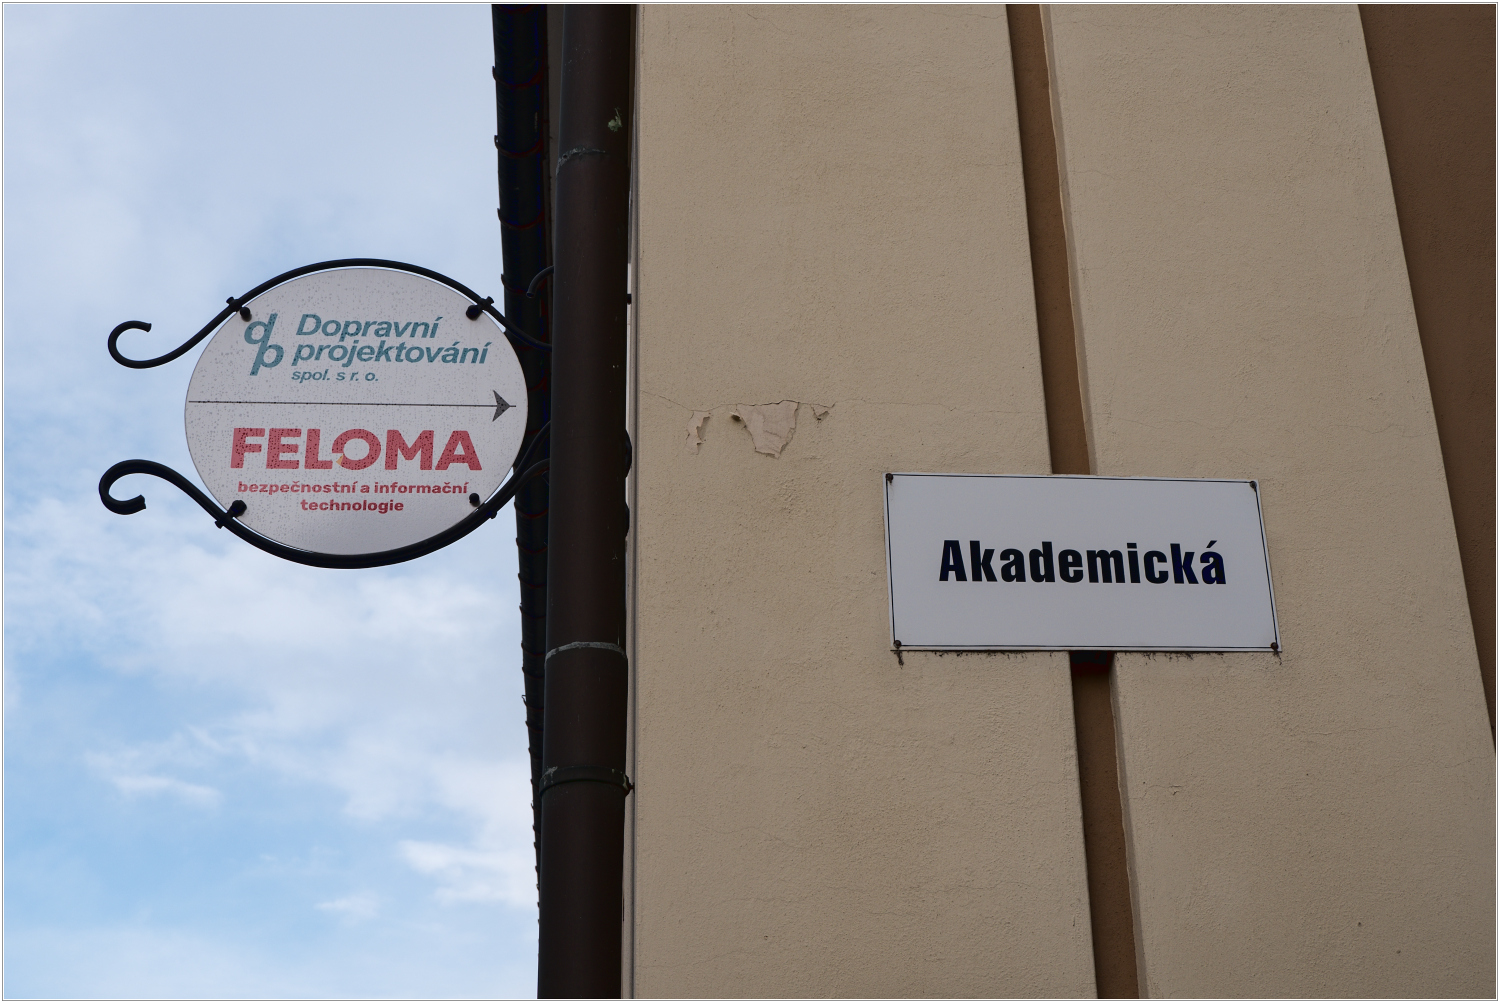 dp
Dopravní
projektování
spol. s r. o.
FELOMA
bezpečnostní a informační
technologie
Akademická